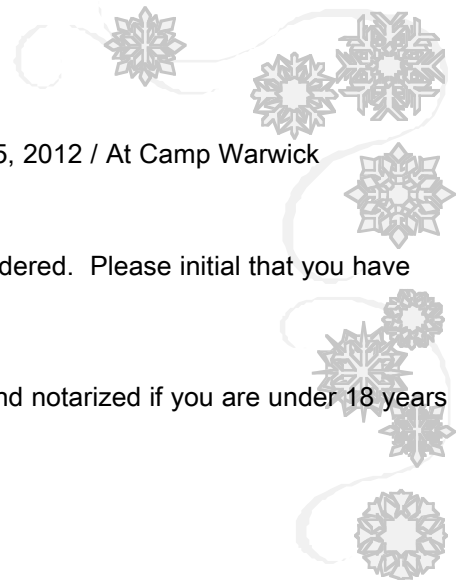 5, 2012 / At Camp Warwick
dered.  Please initial that you have
nd notarized if you are under 18 years